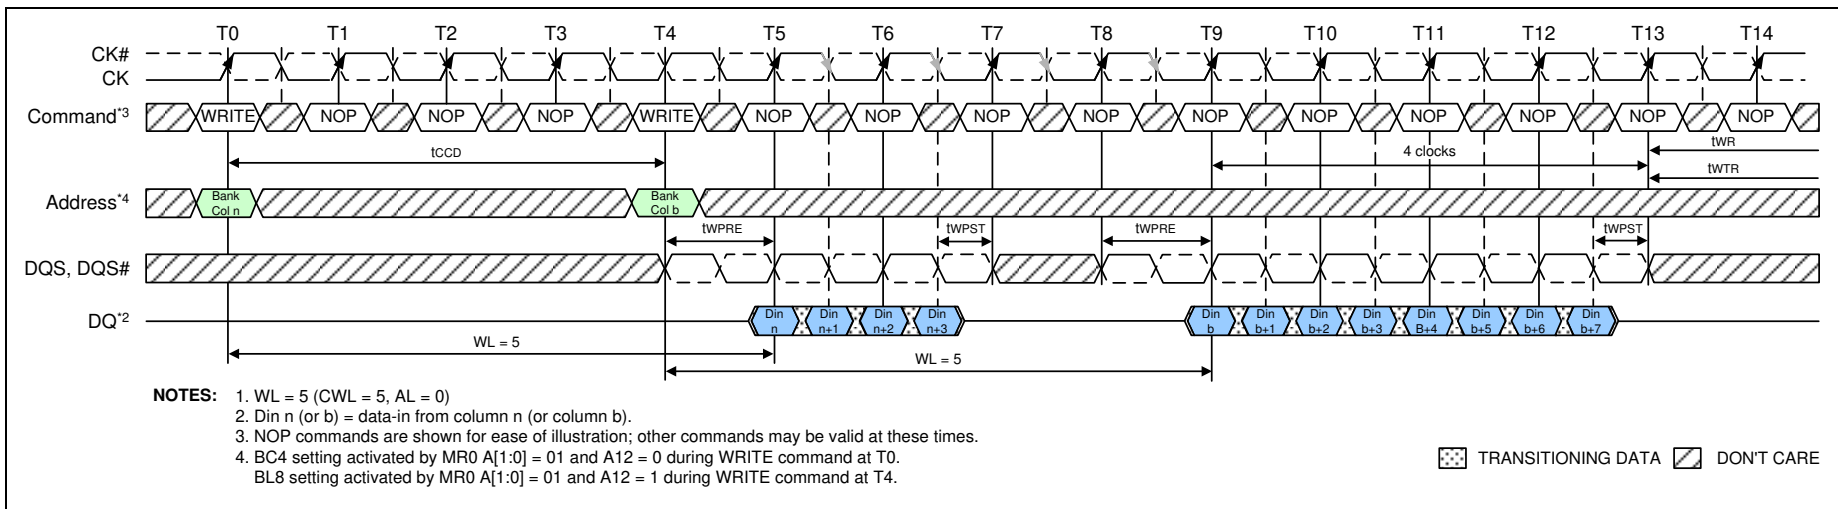 T0 T1 T2 T3 T4 T5 T6 T7 T8 T9 T10 T11 T12 T13 T14
CK#
CK
Command*3 WRITE NOP NOP NOP WRITE NOP NOP NOP NOP NOP NOP NOP NOP NOP NOP
tCCD 4 clocks tWR
tWTR
Address*4 Bank Col n Bank Col b
tWPRE tWPST tWPRE tWPST
DQS, DQS#
DQ*2 Din n Din n+1 Din n+2 Din n+3 Din b Din b+1 Din b+2 Din b+3 Din B+4 Din b+5 Din b+6 Din b+7
WL = 5
WL = 5
NOTES: 1. WL = 5 (CWL = 5, AL = 0)
2. Din n (or b) = data-in from column n (or column b).
3. NOP commands are shown for ease of illustration; other commands may be valid at these times.
4. BC4 setting activated by MR0 A[1:0] = 01 and A12 = 0 during WRITE command at T0.
BL8 setting activated by MR0 A[1:0] = 01 and A12 = 1 during WRITE command at T4.
TRANSITIONING DATA DON'T CARE